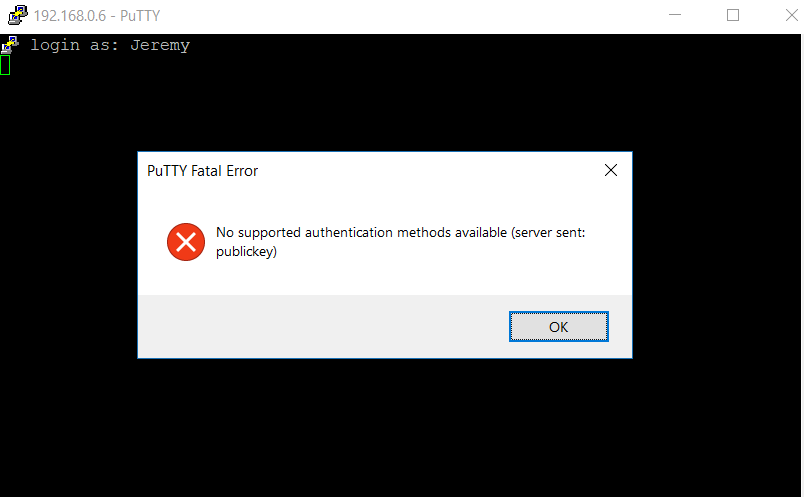 192.168.0.6 - PuTTY
login as: Jeremy
PuTTY Fatal Error
No supported authentication methods available (server sent:
publickey)
OK